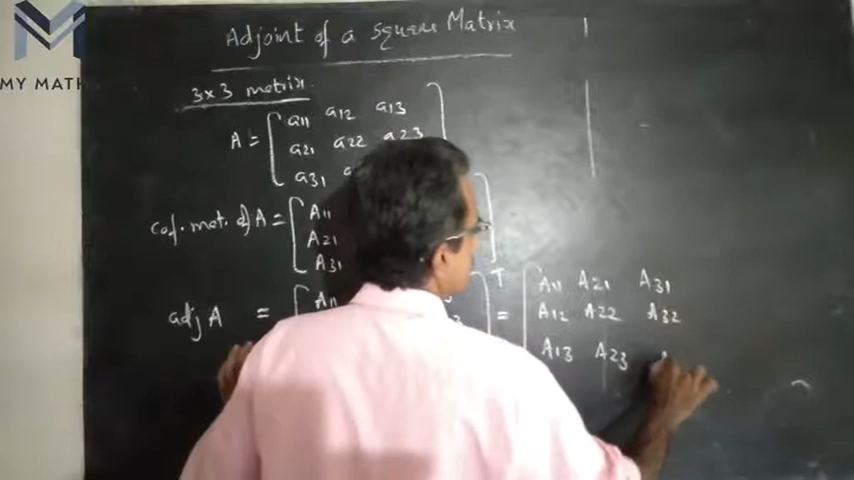 MY MATH
Adjoint of a Square Matrix
3x3 metrix
A = [ a11 a12 a13
a21 a22 a23
a31
cof. mat. of A = [ A11
A21
A31
adj A = [ A11 ]T = [ A11 A21 A31
A12 A22 A32
A13 A23